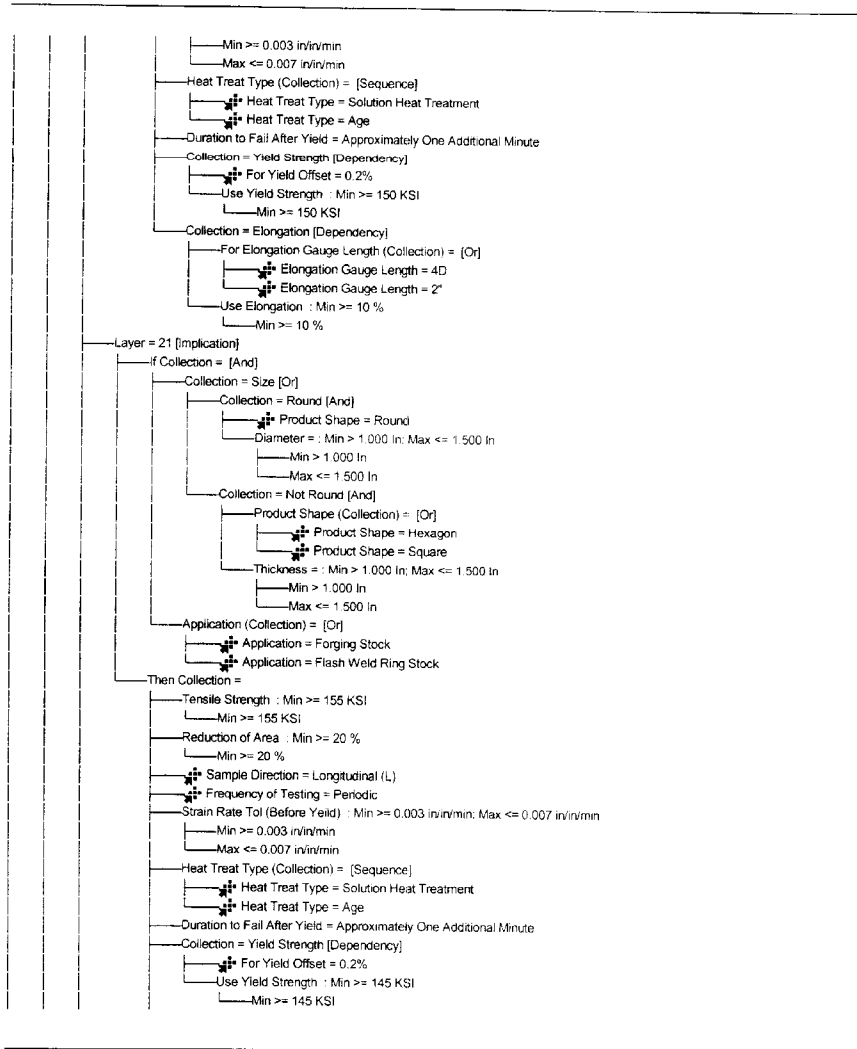 Min >= 0.003 in/in/min
Max <= 0.007 in/in/min
Heat Treat Type (Collection) = [Sequence]
Heat Treat Type = Solution Heat Treatment
Heat Treat Type = Age
Duration to Fail After Yield = Approximately One Additional Minute
Collection = Yield Strength [Dependency]
For Yield Offset = 0.2%
Use Yield Strength : Min >= 150 KSI
Min >= 150 KSI
Collection = Elongation [Dependency]
For Elongation Gauge Length (Collection) = [Or]
Elongation Gauge Length = 4D
Elongation Gauge Length = 2"
Use Elongation : Min >= 10 %
Min >= 10 %
Layer = 21 [Implication]
If Collection = [And]
Collection = Size [Or]
Collection = Round [And]
Product Shape = Round
Diameter = : Min > 1.000 In; Max <= 1.500 In
Min > 1.000 In
Max <= 1.500 In
Collection = Not Round [And]
Product Shape (Collection) = [Or]
Product Shape = Hexagon
Product Shape = Square
Thickness = : Min > 1.000 In; Max <= 1.500 In
Min > 1.000 In
Max <= 1.500 In
Application (Collection) = [Or]
Application = Forging Stock
Application = Flash Weld Ring Stock
Then Collection =
Tensile Strength : Min >= 155 KSI
Min >= 155 KSI
Reduction of Area : Min >= 20 %
Min >= 20 %
Sample Direction = Longitudinal (L)
Frequency of Testing = Periodic
Strain Rate Tol (Before Yeild) : Min >= 0.003 in/in/min; Max <= 0.007 in/in/min
Min >= 0.003 in/in/min
Max <= 0.007 in/in/min
Heat Treat Type (Collection) = [Sequence]
Heat Treat Type = Solution Heat Treatment
Heat Treat Type = Age
Duration to Fail After Yield = Approximately One Additional Minute
Collection = Yield Strength [Dependency]
For Yield Offset = 0.2%
Use Yield Strength : Min >= 145 KSI
Min >= 145 KSI